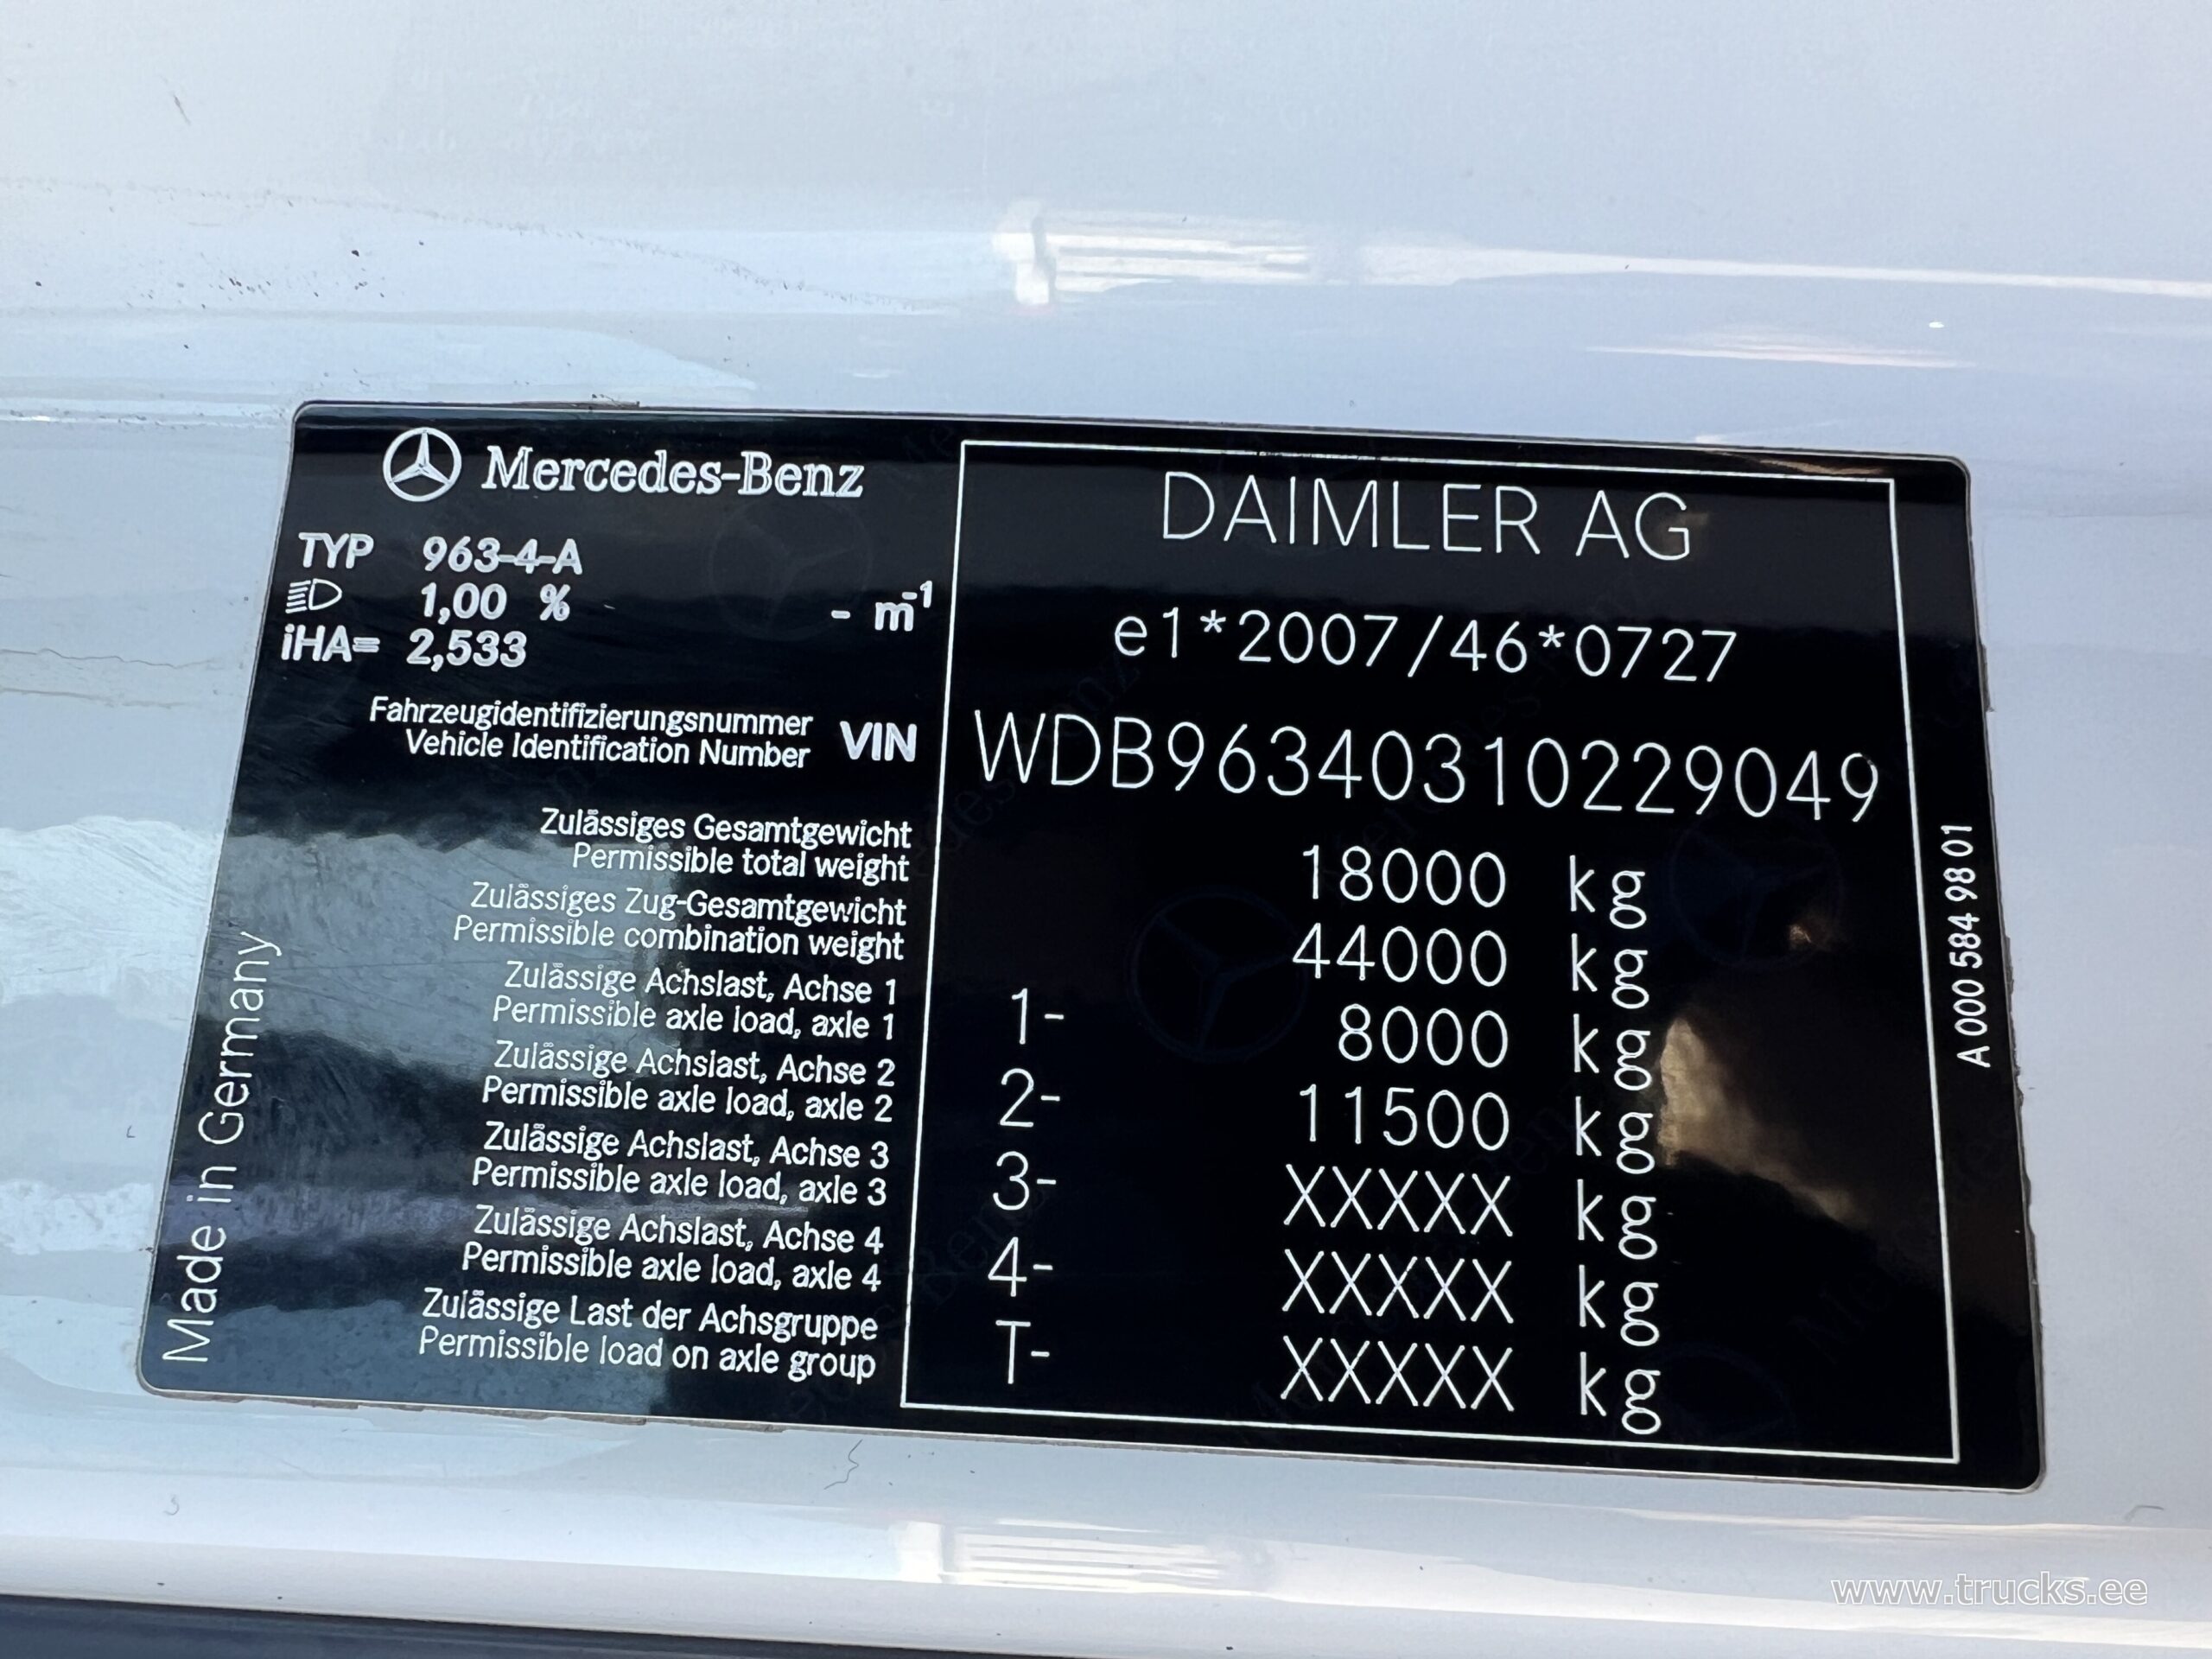 Mercedes-Benz
TYP 963-4-A
1,00 % - m-1
iHA= 2,533
DAIMLER AG
e1*2007/46*0727
Fahrzeugidentifizierungsnummer
Vehicle Identification Number
VIN
WDB96340310229049
Zulässiges Gesamtgewicht
Permissible total weight
18000 kg
Zulässiges Zug-Gesamtgewicht
Permissible combination weight
44000 kg
Zulässige Achslast, Achse 1
Permissible axle load, axle 1
1- 8000 kg
Zulässige Achslast, Achse 2
Permissible axle load, axle 2
2- 11500 kg
Zulässige Achslast, Achse 3
Permissible axle load, axle 3
3- XXXXX kg
Zulässige Achslast, Achse 4
Permissible axle load, axle 4
4- XXXXX kg
Zulässige Last der Achsgruppe
Permissible load on axle group
T- XXXXX kg
Made in Germany
A 000 584 98 01
www.trucks.ee